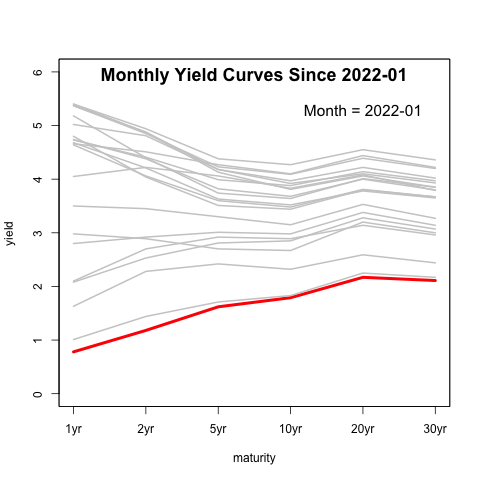 Monthly Yield Curves Since 2022-01
Month = 2022-01
yield
6
5
4
3
2
1
0
1yr 2yr 5yr 10yr 20yr 30yr
maturity